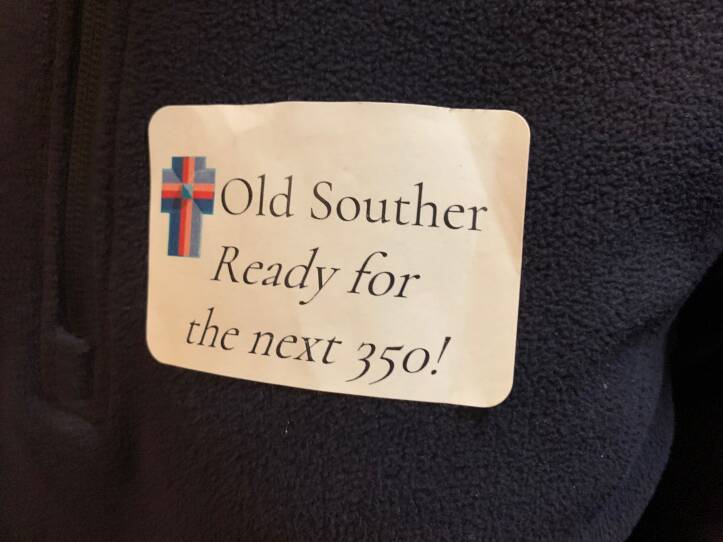 Old Souther
Ready for
the next 350!